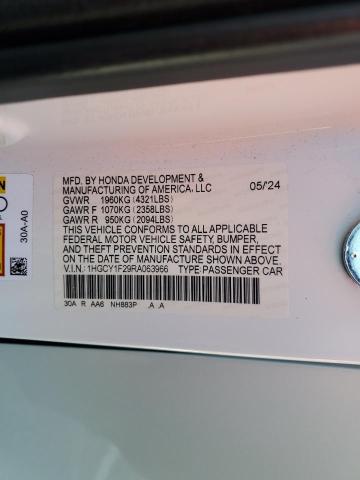 MFD. BY HONDA DEVELOPMENT &
MANUFACTURING OF AMERICA, LLC 05/'24
GVWR 1960KG (4321LBS)
GAWR F 1070KG (2358LBS)
GAWR R 950KG (2094LBS)
THIS VEHICLE CONFORMS TO ALL APPLICABLE
FEDERAL MOTOR VEHICLE SAFETY, BUMPER,
AND THEFT PREVENTION STANDARDS IN EFFECT
ON THE DATE OF MANUFACTURE SHOWN ABOVE.
V.I.N.: 1HGCY1F29RA063966 TYPE:PASSENGER CAR
30A R AA6 NH883P A A
30A-A0